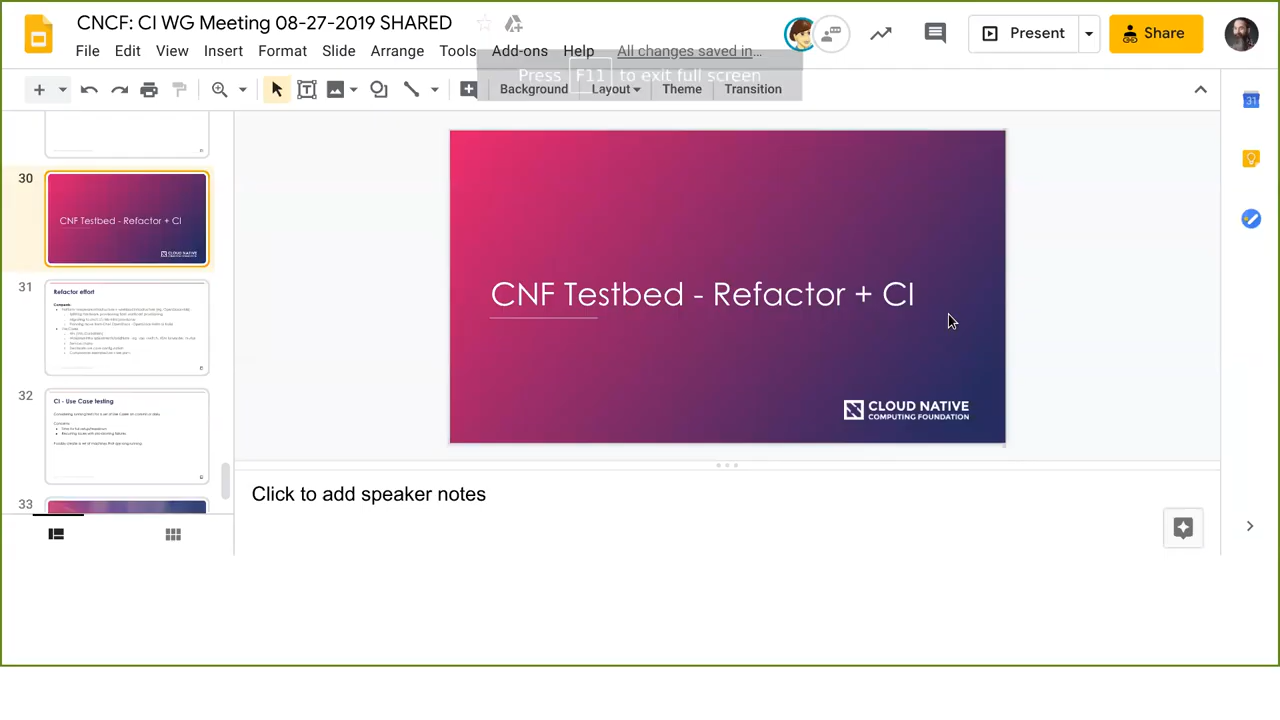 CNCF: CI WG Meeting 08-27-2019 SHARED
File Edit View Insert Format Slide Arrange Tools Add-ons Help All changes saved in…
Present
Share
Press F11 to exit full screen
Background Layout Theme Transition
31
30
CNF Testbed - Refactor + CI
CLOUD NATIVE
31
Refactor effort
32
CI - Use Case testing
33
CNF Testbed - Refactor + CI
CLOUD NATIVE
COMPUTING FOUNDATION
Click to add speaker notes